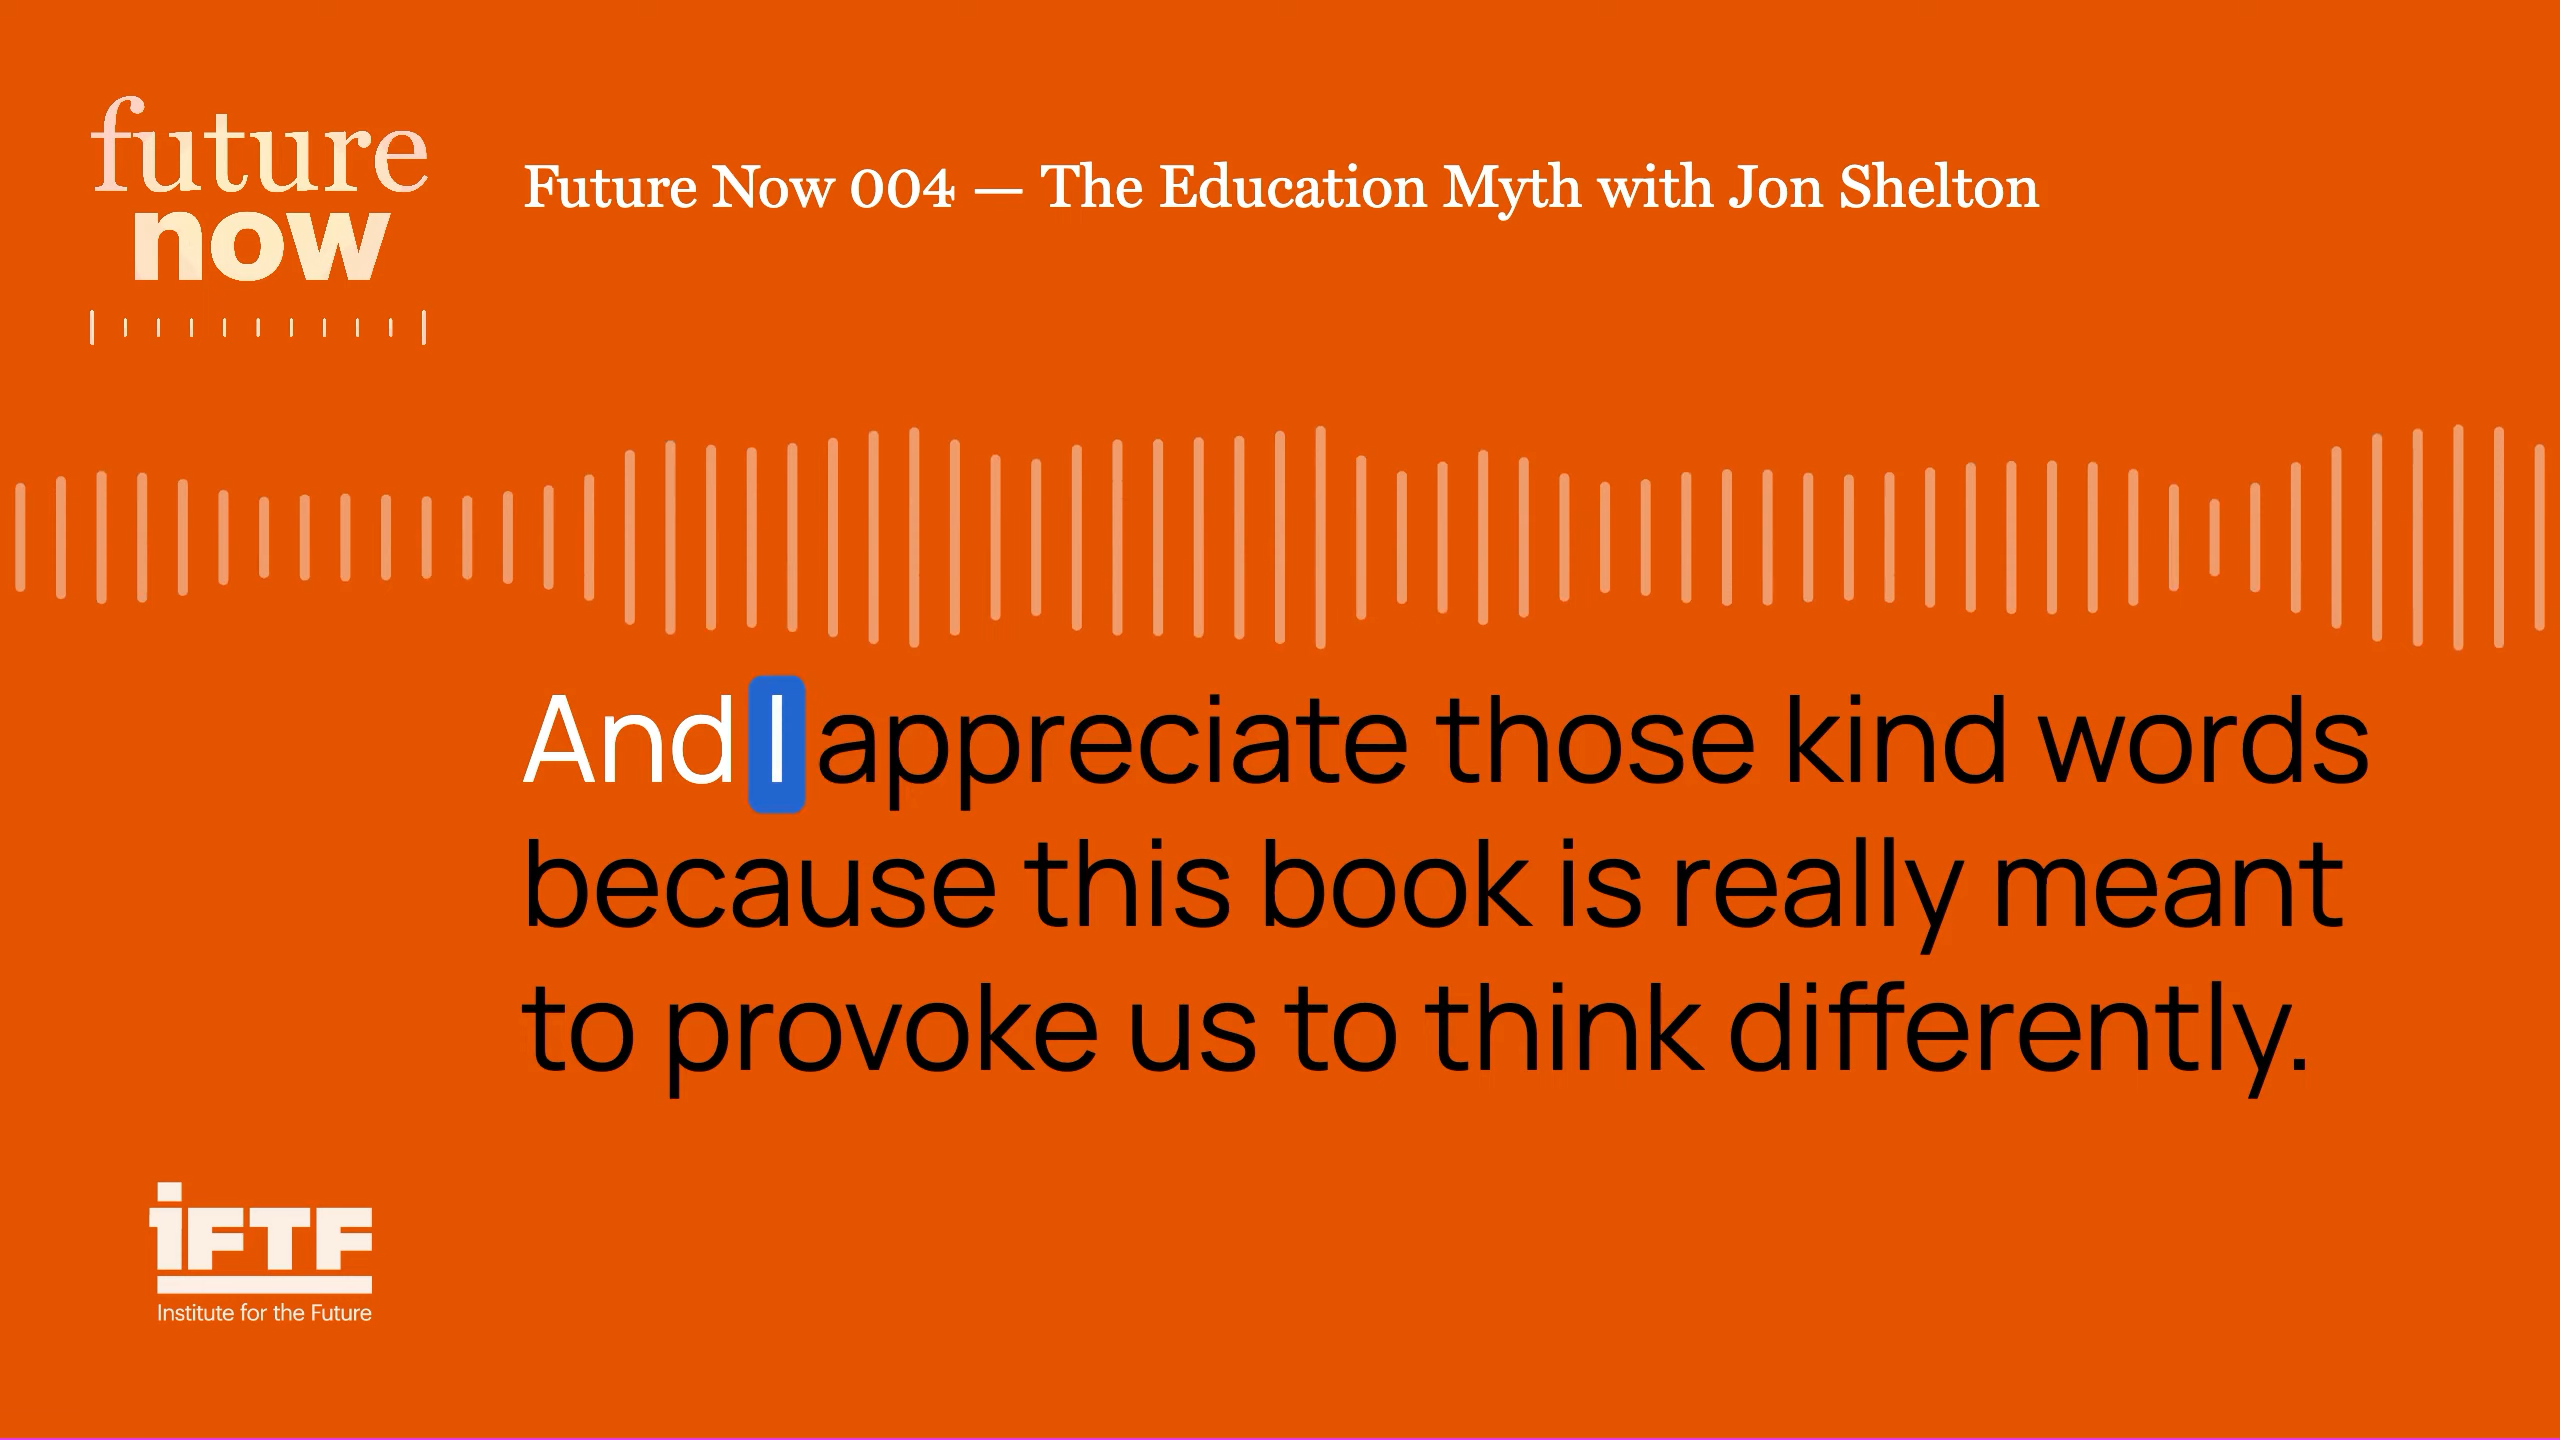 future
now
Future Now 004 — The Education Myth with Jon Shelton
And I appreciate those kind words
because this book is really meant
to provoke us to think differently.
iFTF
Institute for the Future